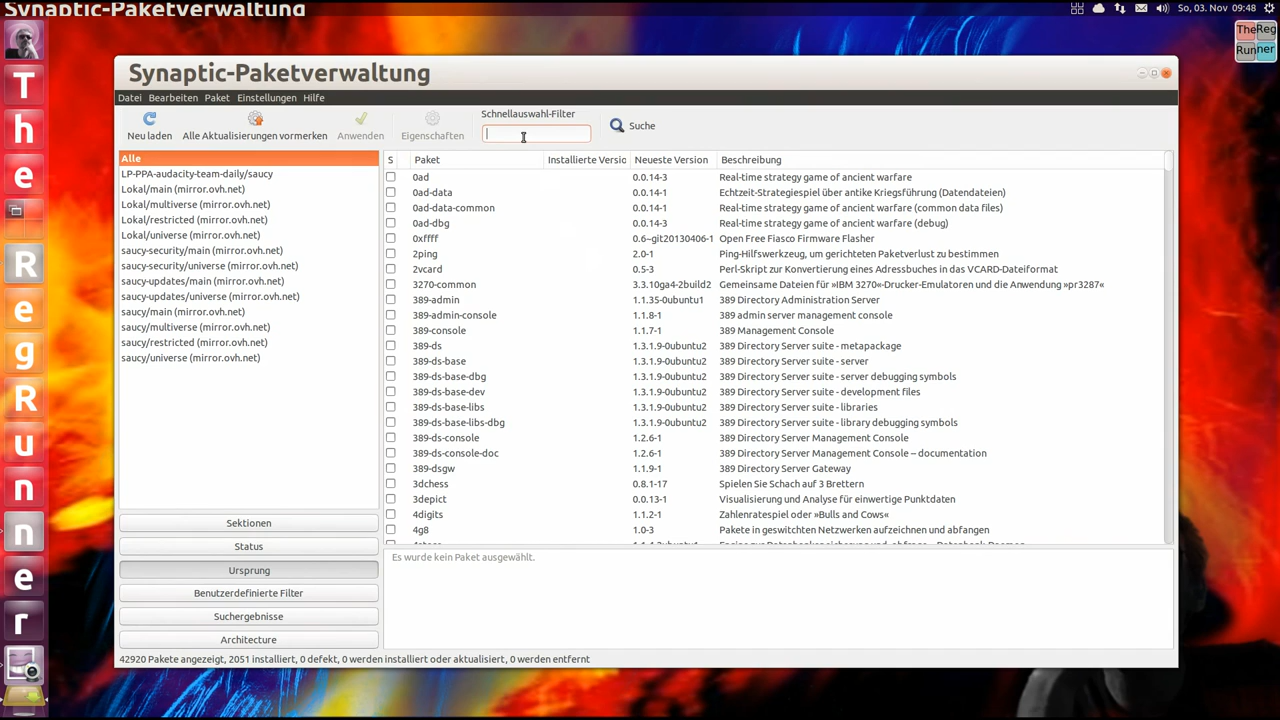 Synaptic-Paketverwaltung
So, 03. Nov 09:48
TheReg
Runner
T
h
e
R
e
g
R
u
n
n
e
r
Synaptic-Paketverwaltung
Datei Bearbeiten Paket Einstellungen Hilfe
Neu laden Alle Aktualisierungen vormerken Anwenden Eigenschaften
Schnellauswahl-Filter
Suche
Alle
LP-PPA-audacity-team-daily/saucy
Lokal/main (mirror.ovh.net)
Lokal/multiverse (mirror.ovh.net)
Lokal/restricted (mirror.ovh.net)
Lokal/universe (mirror.ovh.net)
saucy-security/main (mirror.ovh.net)
saucy-security/universe (mirror.ovh.net)
saucy-updates/main (mirror.ovh.net)
saucy-updates/universe (mirror.ovh.net)
saucy/main (mirror.ovh.net)
saucy/multiverse (mirror.ovh.net)
saucy/restricted (mirror.ovh.net)
saucy/universe (mirror.ovh.net)
Sektionen
Status
Ursprung
Benutzerdefinierte Filter
Suchergebnisse
Architecture
S Paket Installierte Versio Neueste Version Beschreibung
0ad 0.0.14-3 Real-time strategy game of ancient warfare
0ad-data 0.0.14-1 Echtzeit-Strategiespiel über antike Kriegsführung (Datendateien)
0ad-data-common 0.0.14-1 Real-time strategy game of ancient warfare (common data files)
0ad-dbg 0.0.14-3 Real-time strategy game of ancient warfare (debug)
0xffff 0.6~git20130406-1 Open Free Fiasco Firmware Flasher
2ping 2.0-1 Ping-Hilfswerkzeug, um gerichteten Paketverlust zu bestimmen
2vcard 0.5-3 Perl-Skript zur Konvertierung eines Adressbuches in das VCARD-Dateiformat
3270-common 3.3.10ga4-2build2 Gemeinsame Dateien für »IBM 3270«-Drucker-Emulatoren und die Anwendung »pr3287«
389-admin 1.1.35-0ubuntu1 389 Directory Administration Server
389-admin-console 1.1.8-1 389 admin server management console
389-console 1.1.7-1 389 Management Console
389-ds 1.3.1.9-0ubuntu2 389 Directory Server suite - metapackage
389-ds-base 1.3.1.9-0ubuntu2 389 Directory Server suite - server
389-ds-base-dbg 1.3.1.9-0ubuntu2 389 Directory Server suite - server debugging symbols
389-ds-base-dev 1.3.1.9-0ubuntu2 389 Directory Server suite - development files
389-ds-base-libs 1.3.1.9-0ubuntu2 389 Directory Server suite - libraries
389-ds-base-libs-dbg 1.3.1.9-0ubuntu2 389 Directory Server suite - library debugging symbols
389-ds-console 1.2.6-1 389 Directory Server Management Console
389-ds-console-doc 1.2.6-1 389 Directory Server Management Console – documentation
389-dsgw 1.1.9-1 389 Directory Server Gateway
3dchess 0.8.1-17 Spielen Sie Schach auf 3 Brettern
3depict 0.0.13-1 Visualisierung und Analyse für einwertige Punktdaten
4digits 1.1.2-1 Zahlenratespiel oder »Bulls and Cows«
4g8 1.0-3 Pakete in geswitchten Netzwerken aufzeichnen und abfangen
Es wurde kein Paket ausgewählt.
42920 Pakete angezeigt, 2051 installiert, 0 defekt, 0 werden installiert oder aktualisiert, 0 werden entfernt